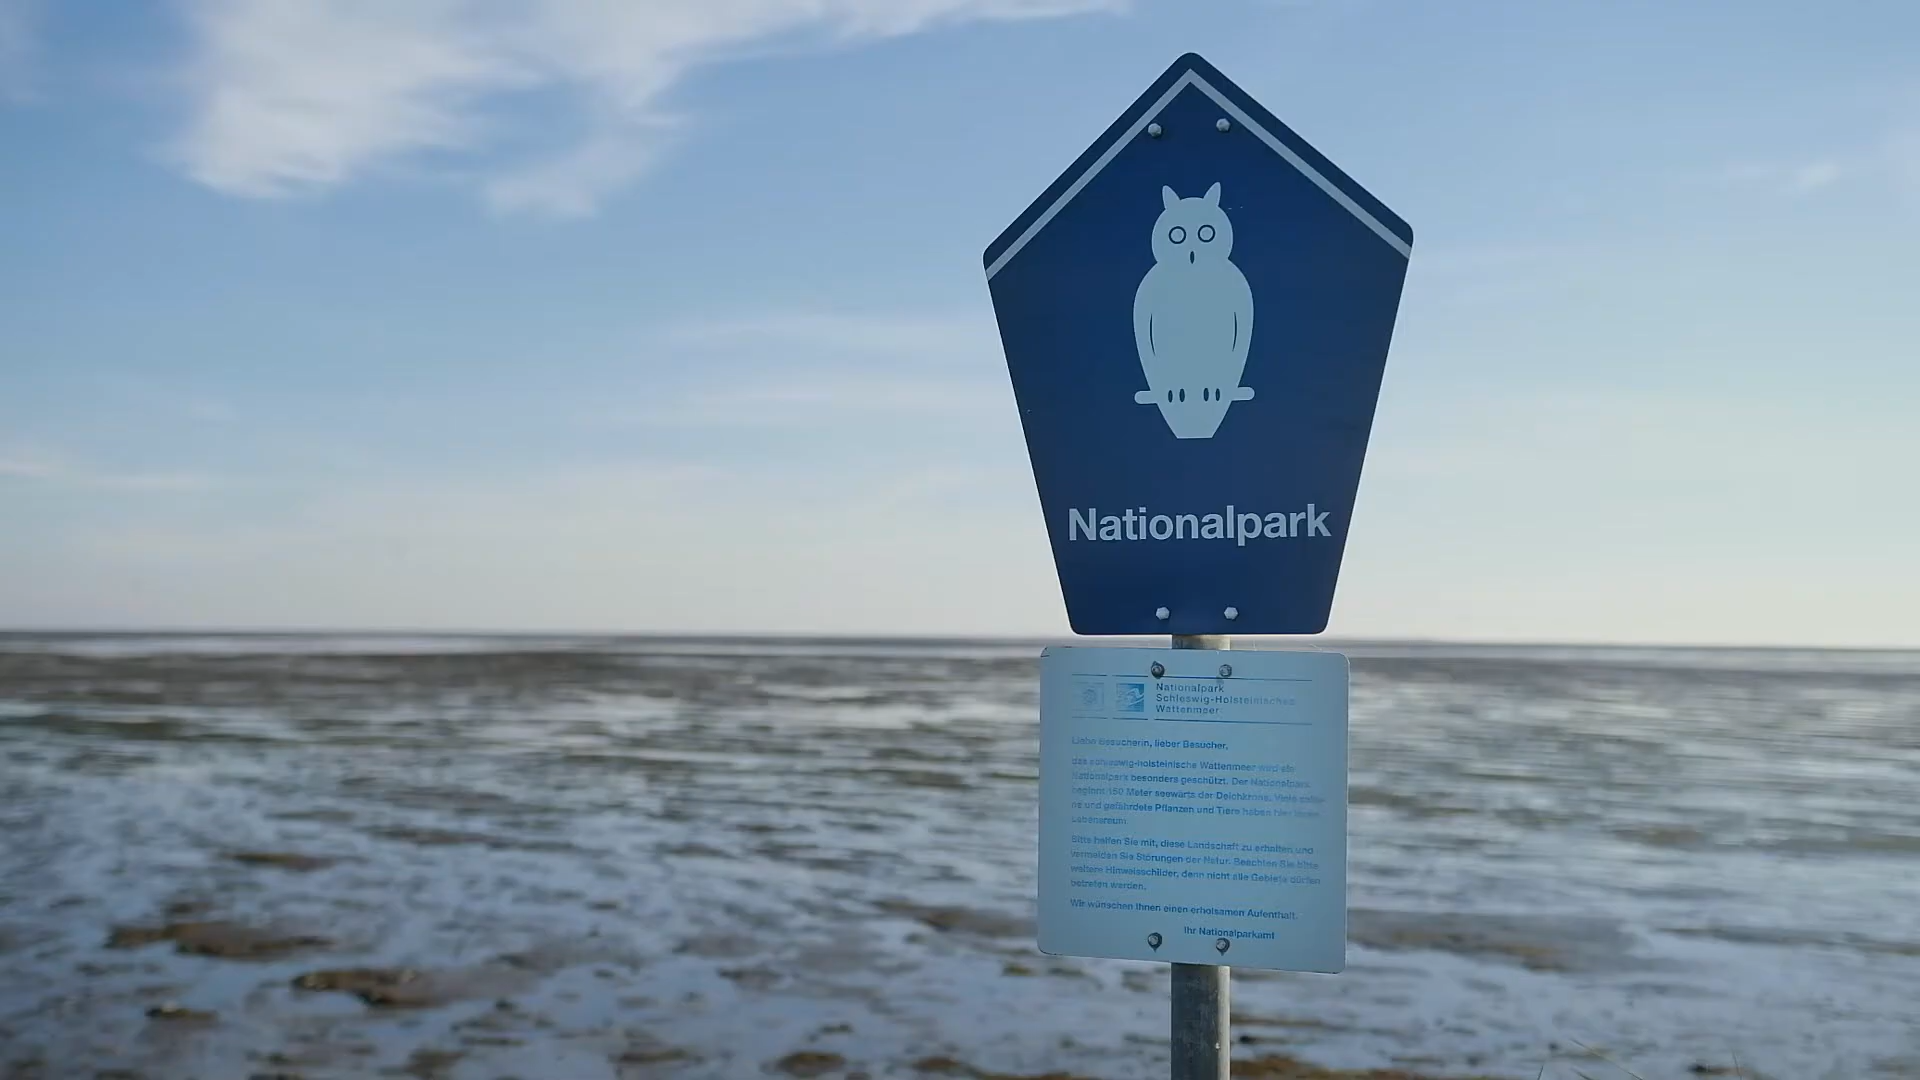 Nationalpark
Nationalpark
Schleswig-Holsteinisches
Wattenmeer
Liebe Besucherin, lieber Besucher,
das schleswig-holsteinische Wattenmeer wird als
Nationalpark besonders geschützt. Der Nationalpark
beginnt 150 Meter seewärts der Deichkrone. Viele selte-
ne und gefährdete Pflanzen und Tiere haben hier ihren
Lebensraum.
Bitte helfen Sie mit, diese Landschaft zu erhalten und
vermeiden Sie Störungen der Natur. Beachten Sie bitte
weitere Hinweisschilder, denn nicht alle Gebiete dürfen
betreten werden.
Wir wünschen Ihnen einen erholsamen Aufenthalt.
Ihr Nationalparkamt